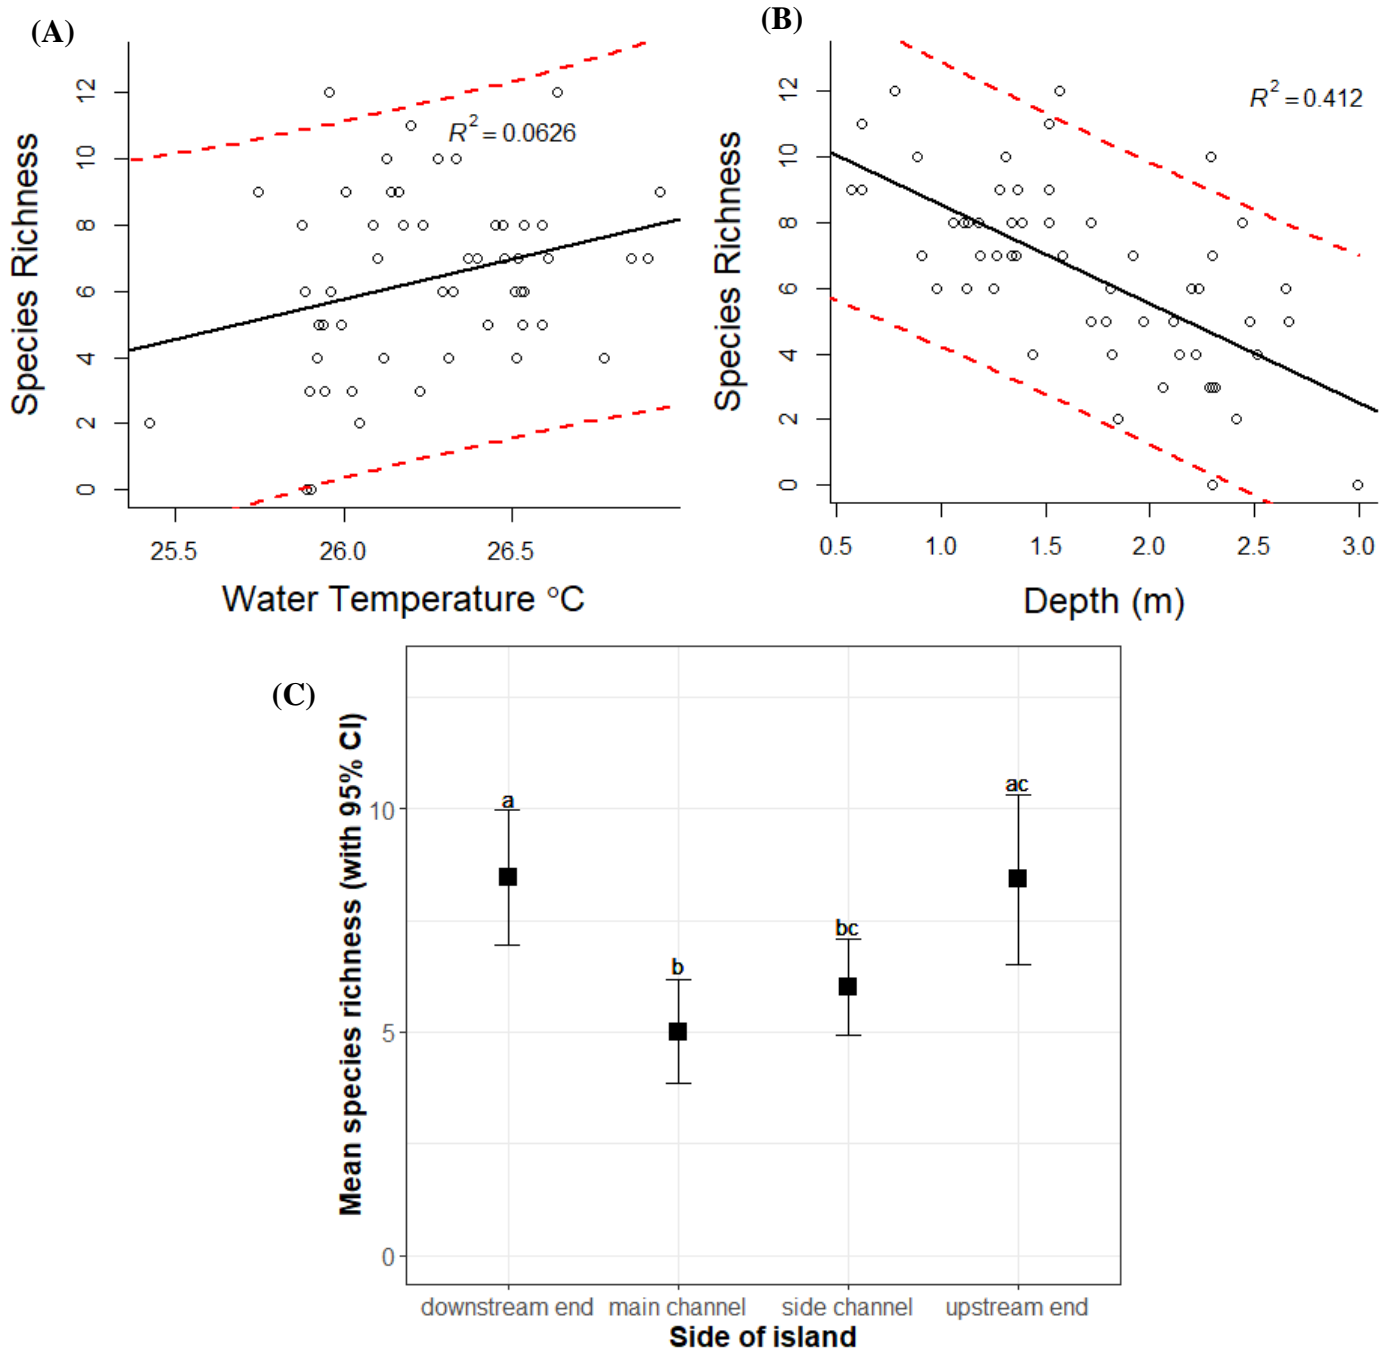 (A)
Species Richness
0
2
4
6
8
10
12
R² = 0.0626
25.5
26.0
26.5
Water Temperature °C
(B)
Species Richness
0
2
4
6
8
10
12
R² = 0.412
0.5
1.0
1.5
2.0
2.5
3.0
Depth (m)
(C)
Mean species richness (with 95% CI)
10
5
0
a
b
bc
ac
downstream end
main channel
side channel
upstream end
Side of island